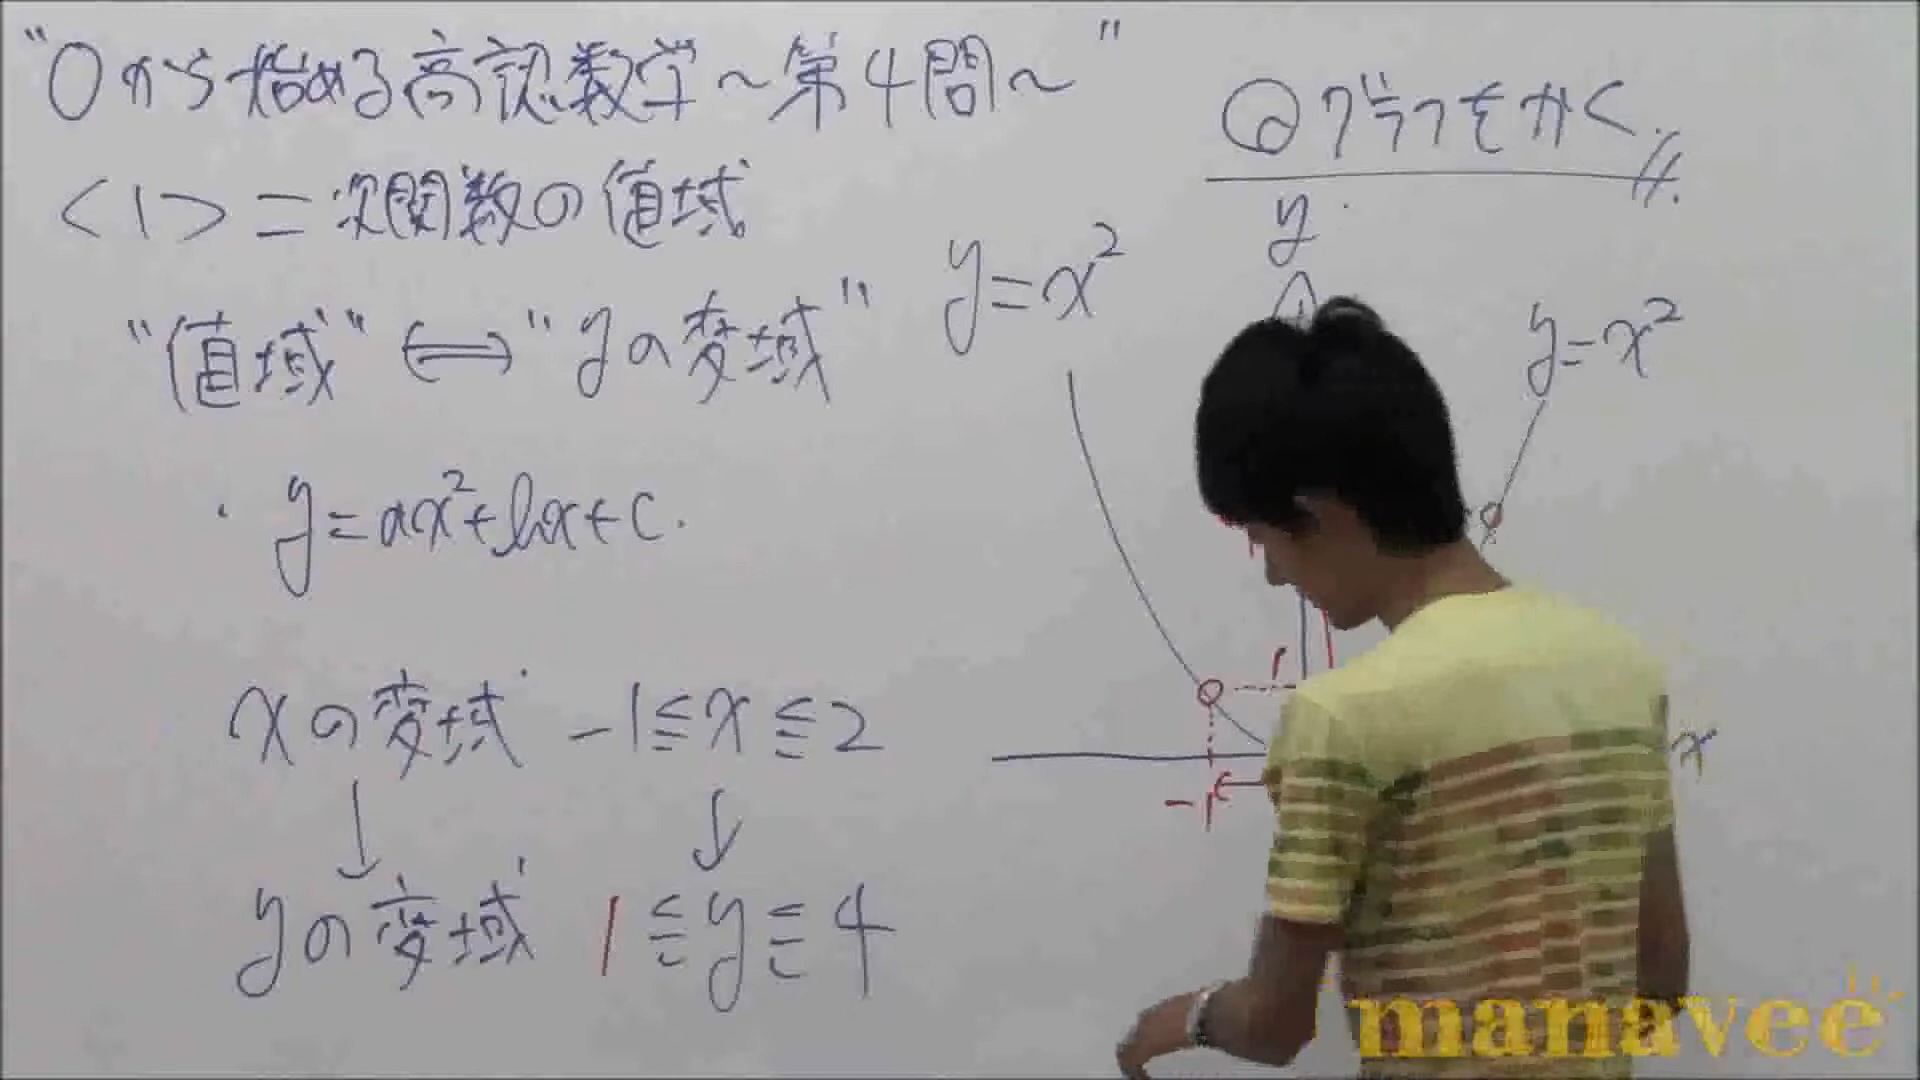 “0から始める高認数学～第4問～”
<1>二次関数の値域
“値域”⇔“yの変域”
・y=ax²+bx+c.
xの変域 -1≦x≦2
↓ ↓
yの変域 1≦y≦4
グラフをかく
y=x²
y
y=x²
1
-1
x
manavee